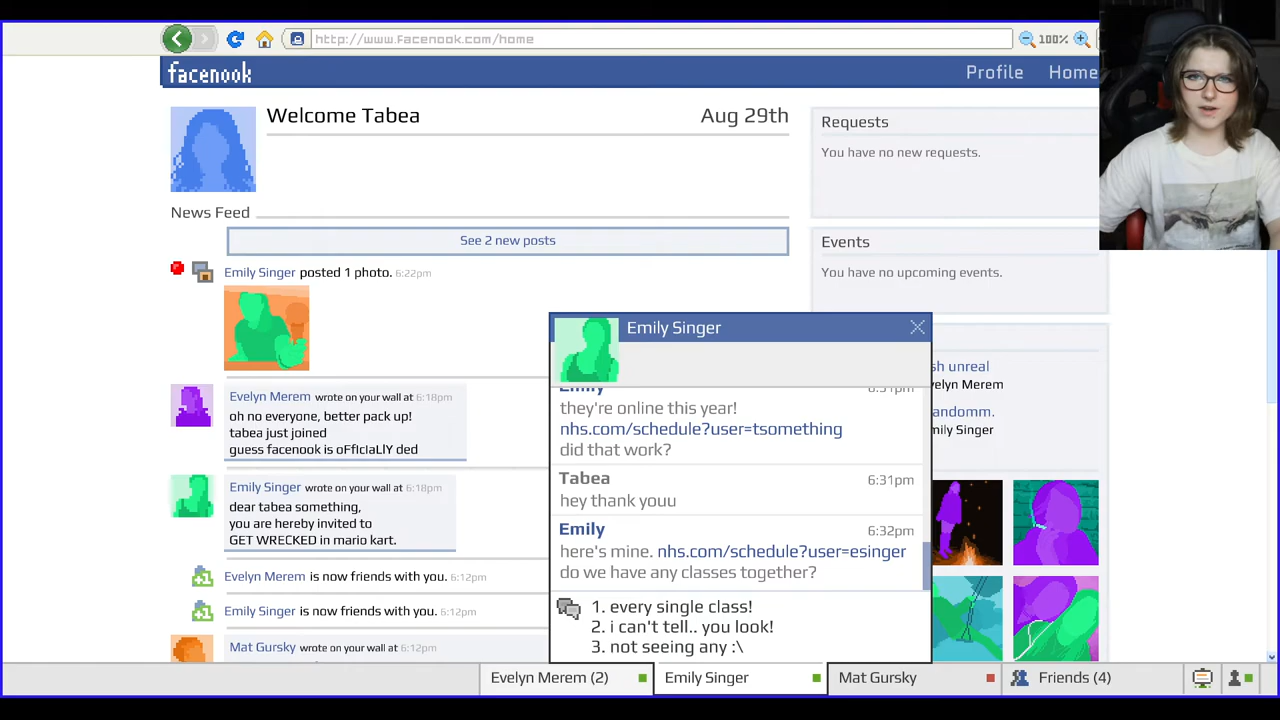 http://www.facenook.com/home
100%
facenook
Profile
Home
Welcome Tabea
Aug 29th
News Feed
See 2 new posts
Emily Singer posted 1 photo. 6:22pm
Evelyn Merem wrote on your wall at 6:18pm
oh no everyone, better pack up!
tabea just joined
guess facenook is oFfIcIaLlY ded
Emily Singer wrote on your wall at 6:18pm
dear tabea something,
you are hereby invited to
GET WRECKED in mario kart.
Evelyn Merem is now friends with you. 6:12pm
Emily Singer is now friends with you. 6:12pm
Mat Gursky wrote on your wall at 6:12pm
Requests
You have no new requests.
Events
You have no upcoming events.
unreal
Merem
Singer
Emily Singer
Emily
6:31pm
they're online this year!
nhs.com/schedule?user=tsomething
did that work?
Tabea 6:31pm
hey thank youu
Emily 6:32pm
here's mine. nhs.com/schedule?user=esinger
do we have any classes together?
1. every single class!
2. i can't tell.. you look!
3. not seeing any :\
Evelyn Merem (2)
Emily Singer
Mat Gursky
Friends (4)